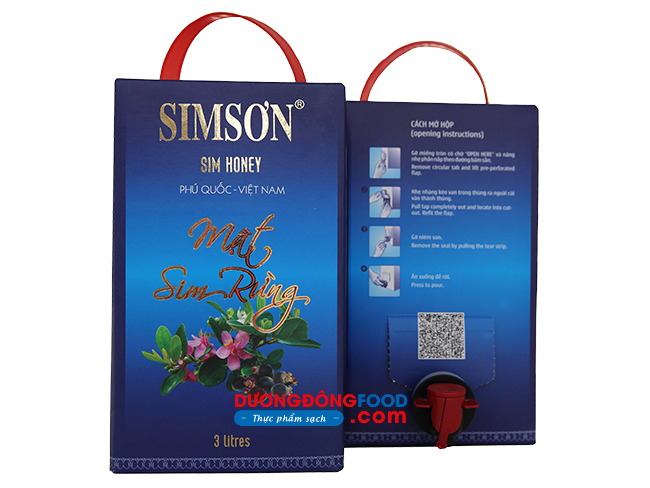 SIMSƠN®
SIM HONEY
PHÚ QUỐC - VIỆT NAM
Mật
Sim Rừng
3 litres
CÁCH MỞ HỘP
(opening instructions)
Gỡ miếng tròn có chữ "OPEN HERE" và nâng
nhẹ phần nắp theo đường bấm sẵn.
Remove circular tab and lift pre-perforated
flap.
Nhẹ nhàng kéo van trong thùng ra ngoài cài
vào thành thùng.
Pull tap completely out and locate into cut-
out. Refit the flap.
Gỡ niêm van.
Remove the seal by pulling the tear strip.
Ấn xuống để rót.
Press to pour.
DƯƠNGĐÔNGFOOD
Thực phẩm sạch
.com